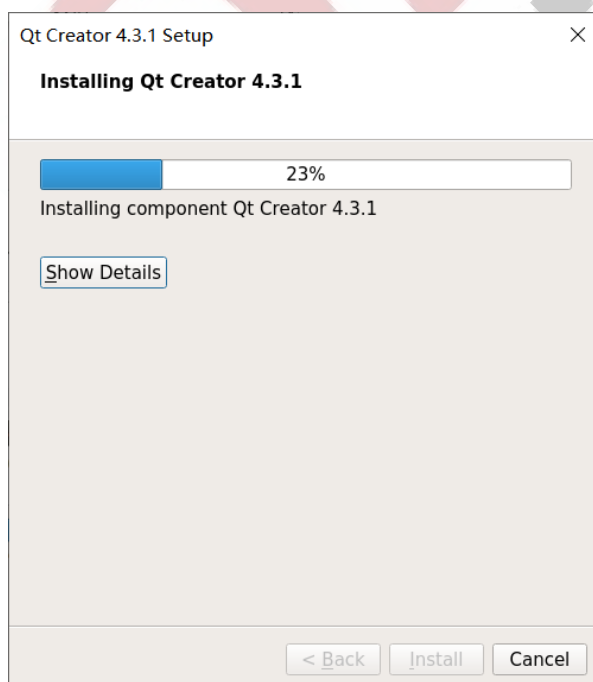 Qt Creator 4.3.1 Setup
Installing Qt Creator 4.3.1
23%
Installing component Qt Creator 4.3.1
Show Details
< Back
Install
Cancel